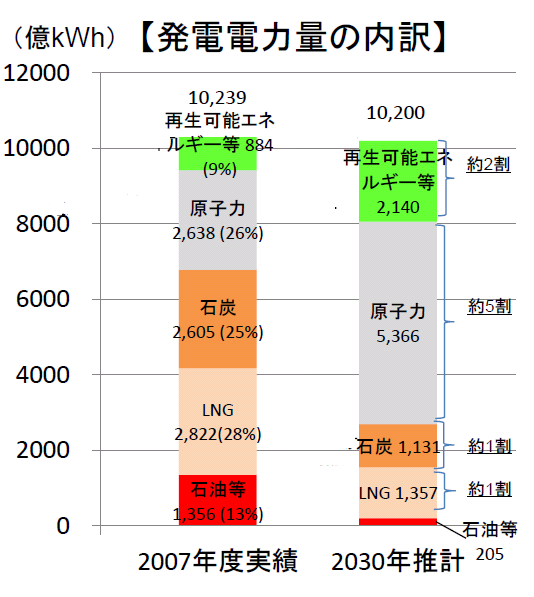 （億kWh）【発電電力量の内訳】
12000
10000
8000
6000
4000
2000
0
10,239
再生可能エネ
ルギー等 884
(9%)
原子力
2,638 (26%)
石炭
2,605 (25%)
LNG
2,822(28%)
石油等
1,356 (13%)
2007年度実績
10,200
再生可能エネ
ルギー等
2,140
約2割
原子力
5,366
約5割
石炭 1,131
約1割
LNG 1,357
約1割
石油等
205
2030年推計